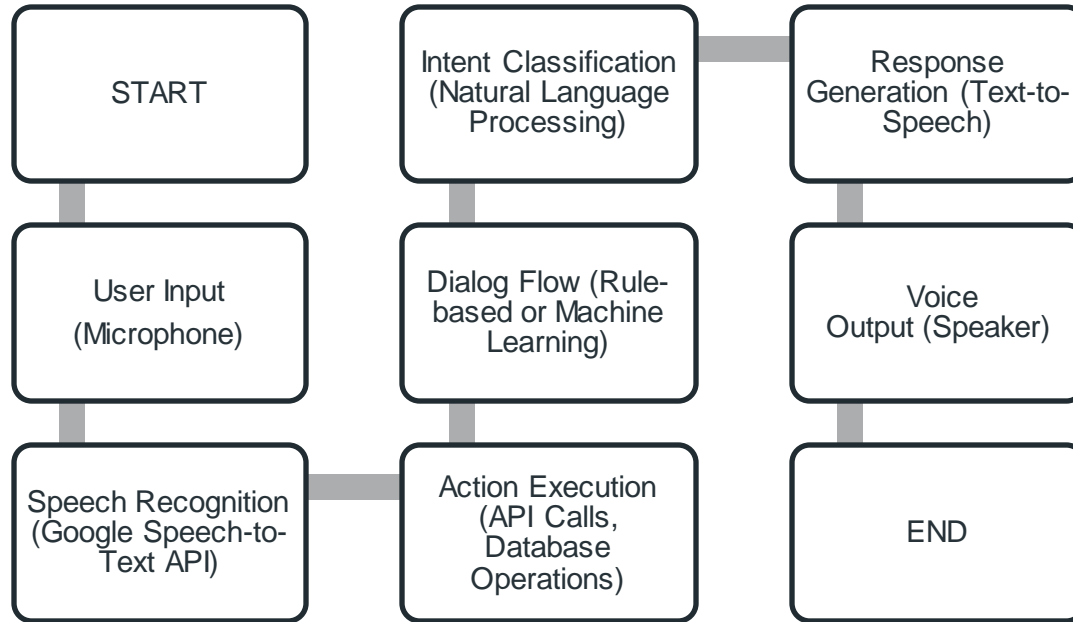 START
User Input
(Microphone)
Speech Recognition
(Google Speech-to-
Text API)
Action Execution
(API Calls,
Database
Operations)
Dialog Flow (Rule-
based or Machine
Learning)
Intent Classification
(Natural Language
Processing)
Response
Generation (Text-to-
Speech)
Voice
Output (Speaker)
END